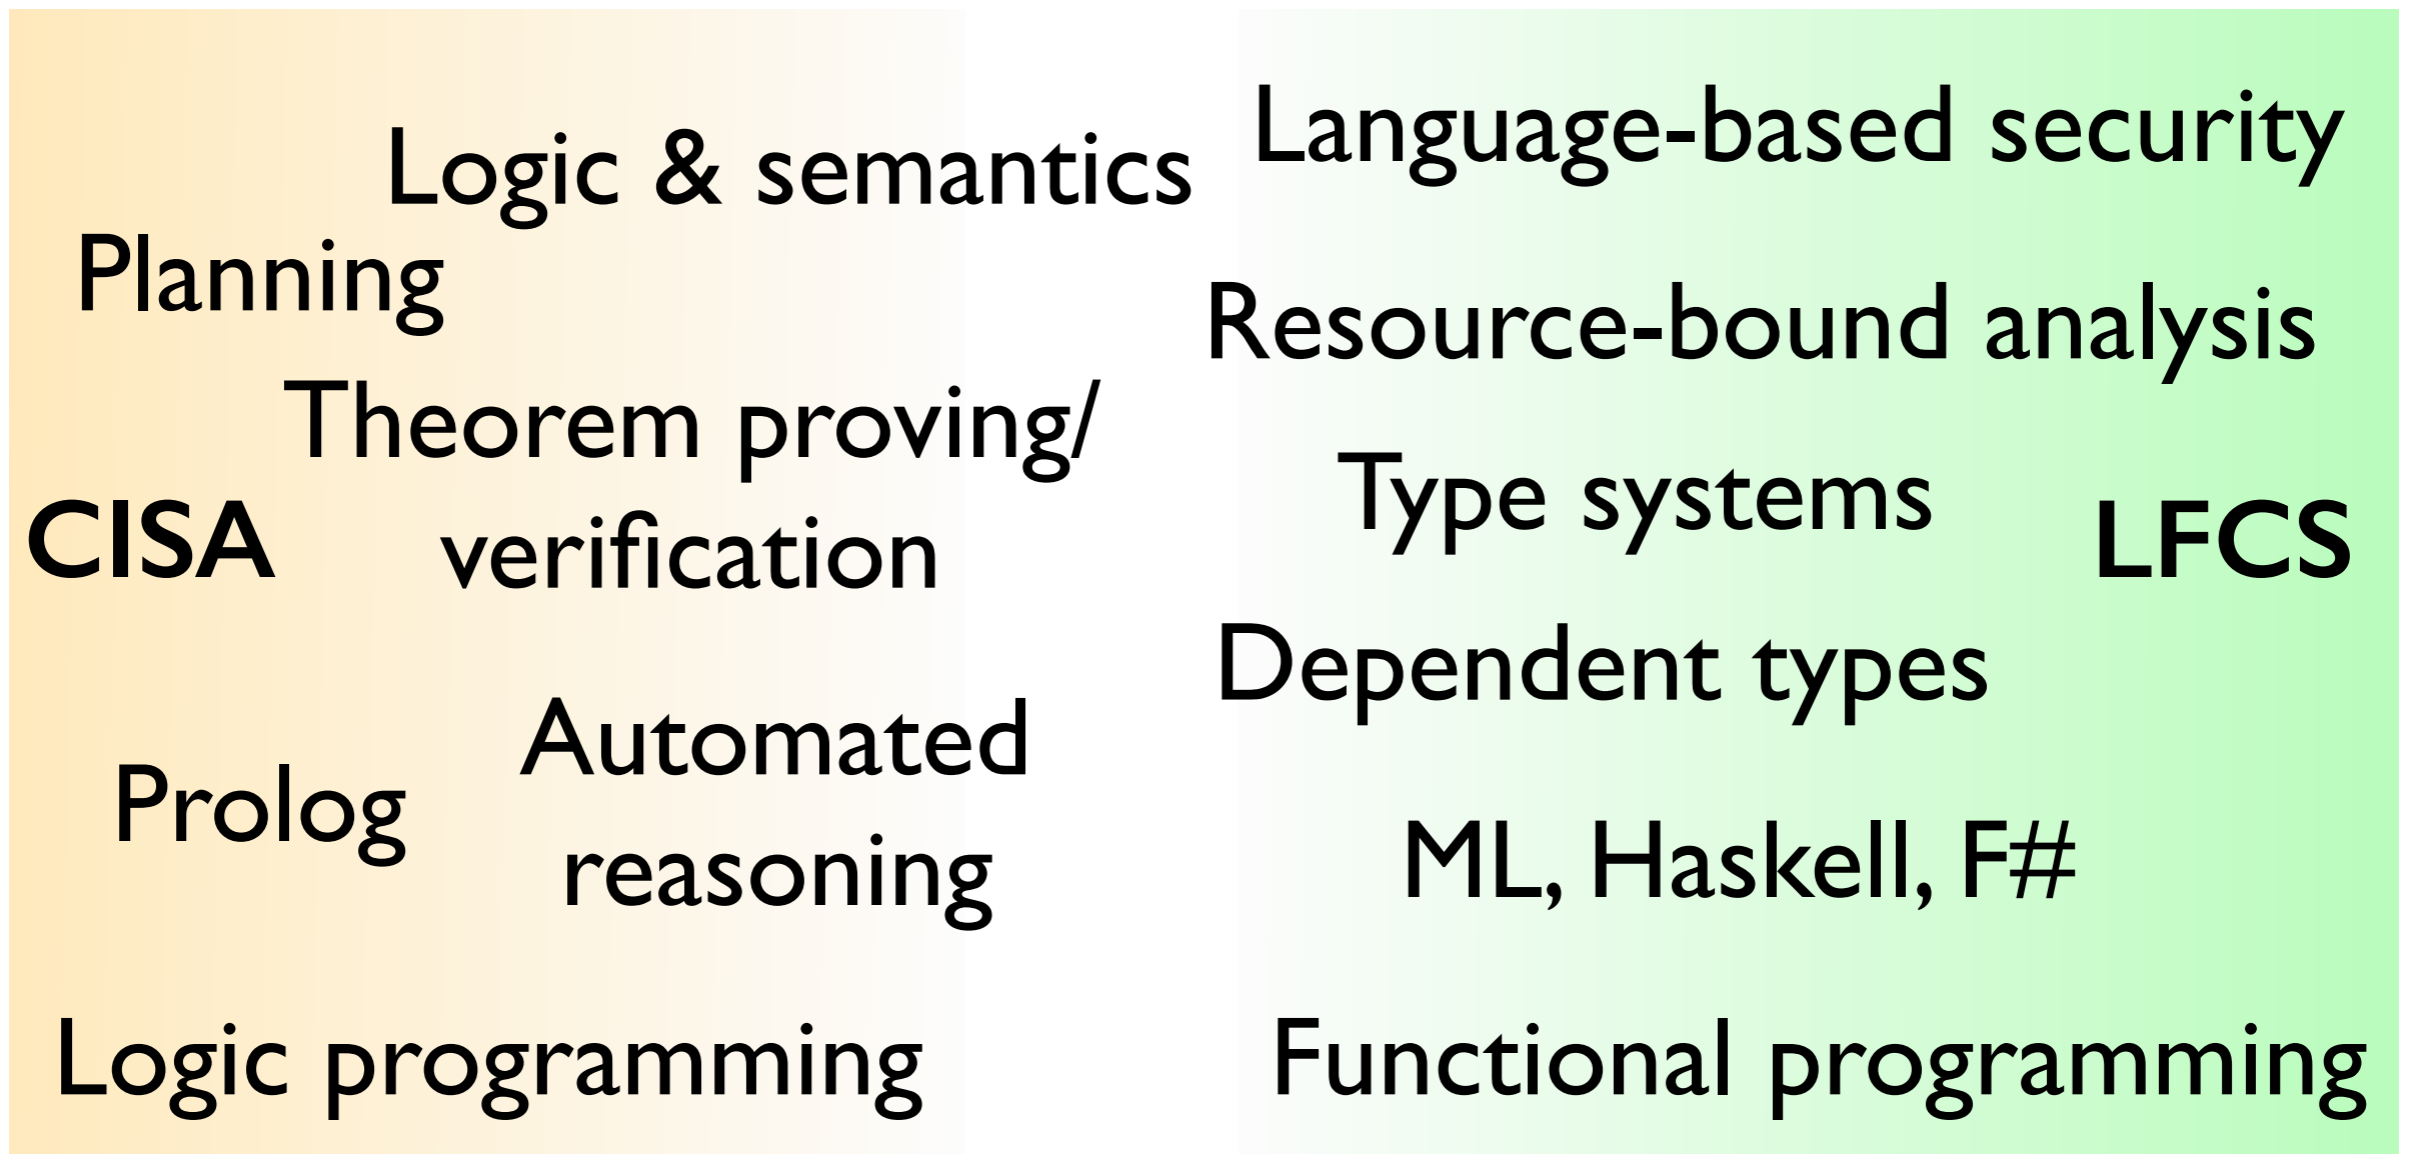 Logic & semantics
Planning
Theorem proving/
verification
CISA
Prolog
Automated
reasoning
Logic programming
Language-based security
Resource-bound analysis
Type systems
LFCS
Dependent types
ML, Haskell, F#
Functional programming